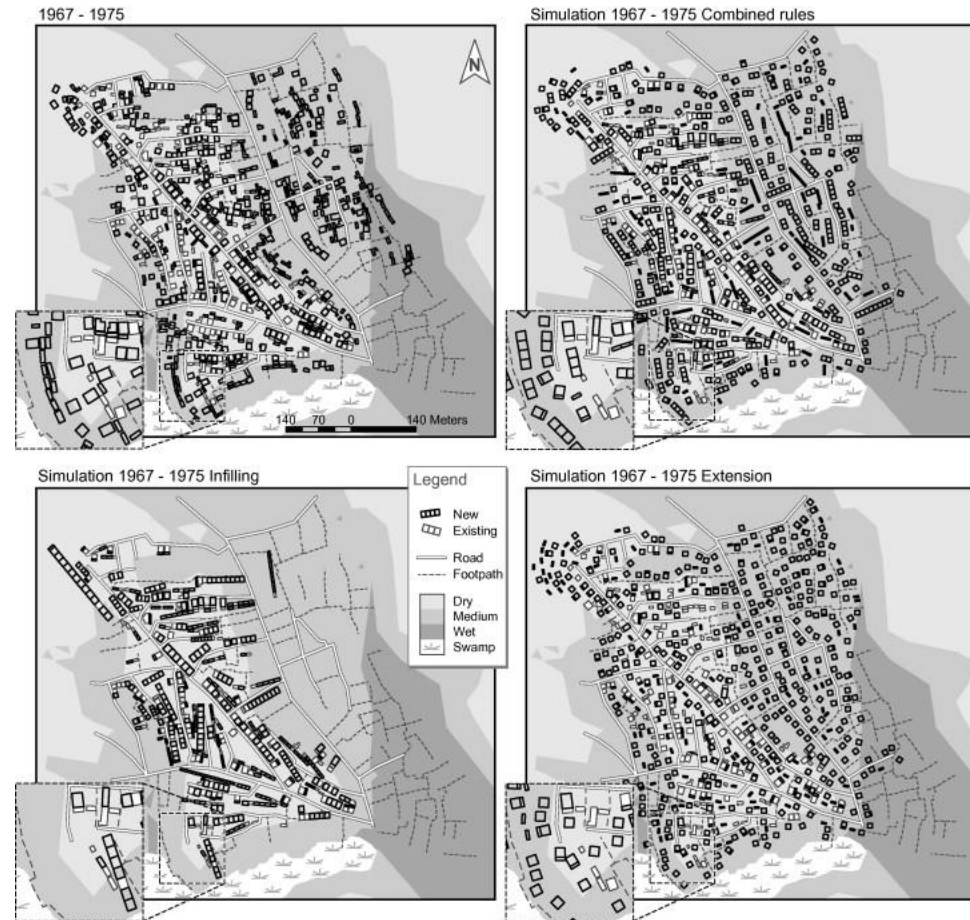 1967 - 1975
Simulation 1967 - 1975 Combined rules
N
140 70 0 140 Meters
Simulation 1967 - 1975 Infilling
Simulation 1967 - 1975 Extension
Legend
New
Existing
Road
Footpath
Dry
Medium
Wet
Swamp